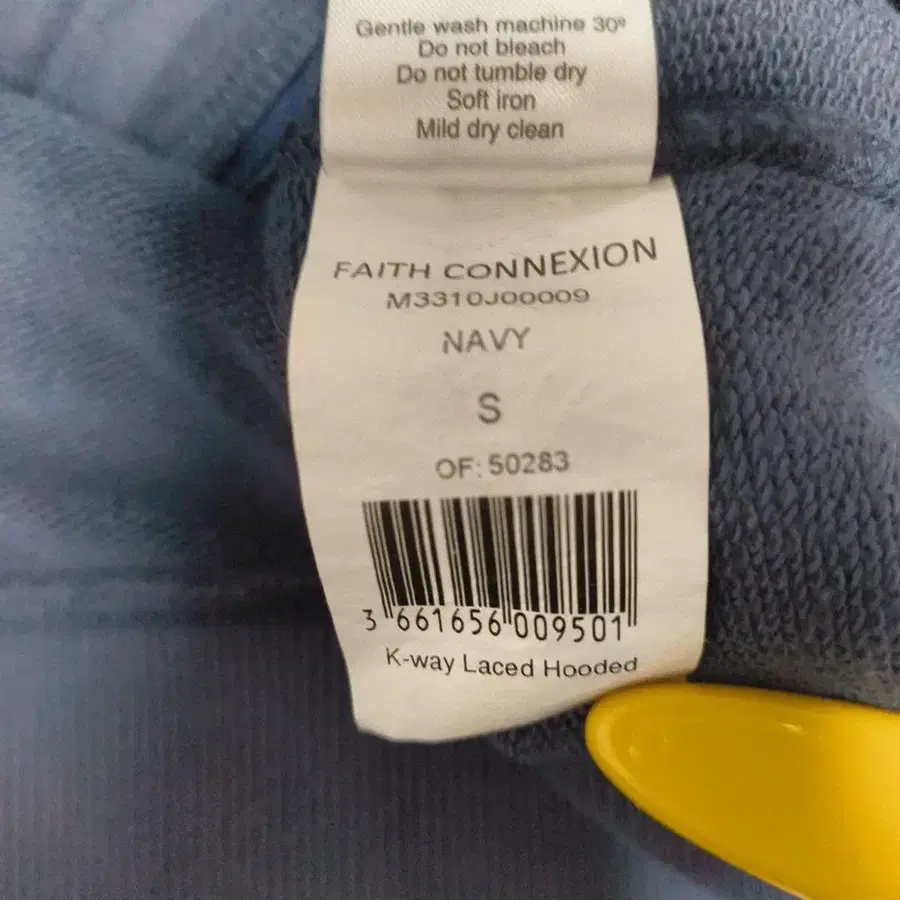 Gentle wash machine 30º
Do not bleach
Do not tumble dry
Soft iron
Mild dry clean
FAITH CONNEXION
M3310J00009
NAVY
S
OF: 50283
3 661656 009501
K-way Laced Hooded